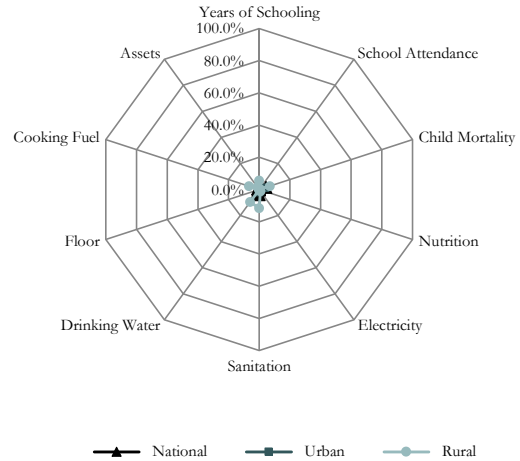 Years of Schooling
100.0%
Assets
School Attendance
80.0%
60.0%
Cooking Fuel
Child Mortality
40.0%
20.0%
0.0%
Floor
Nutrition
Drinking Water
Electricity
Sanitation
National Urban Rural